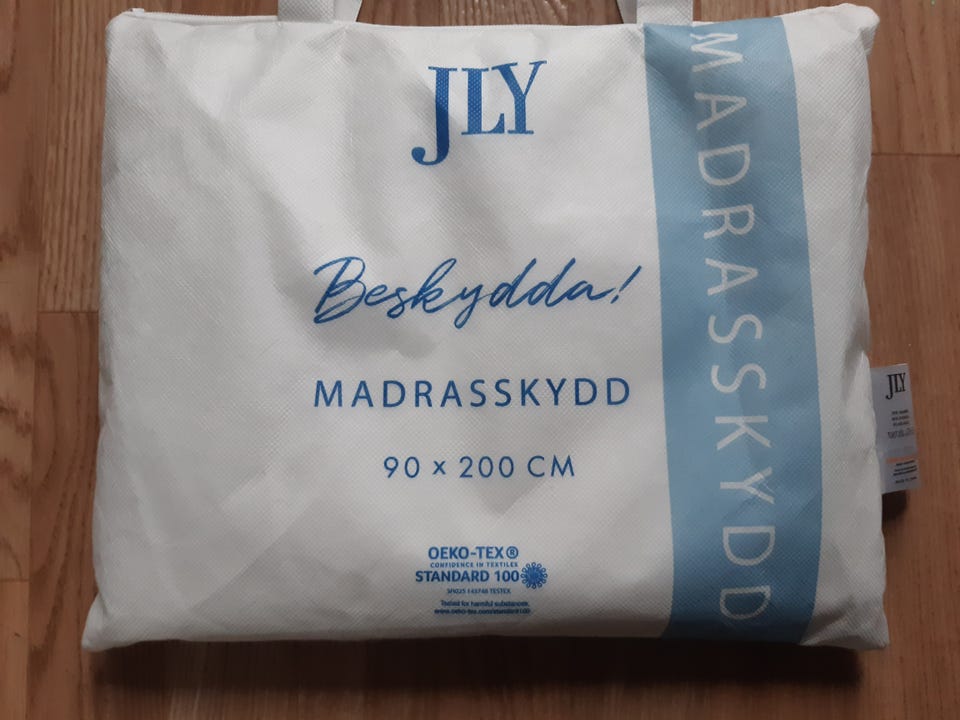 JLY
Beskydda!
MADRASSKYDD
90 x 200 CM
OEKO-TEX®
CONFIDENCE IN TEXTILES
STANDARD 100
Tested for harmful substances.
www.oeko-tex.com/standard100
MADRASSKYDD
JLY